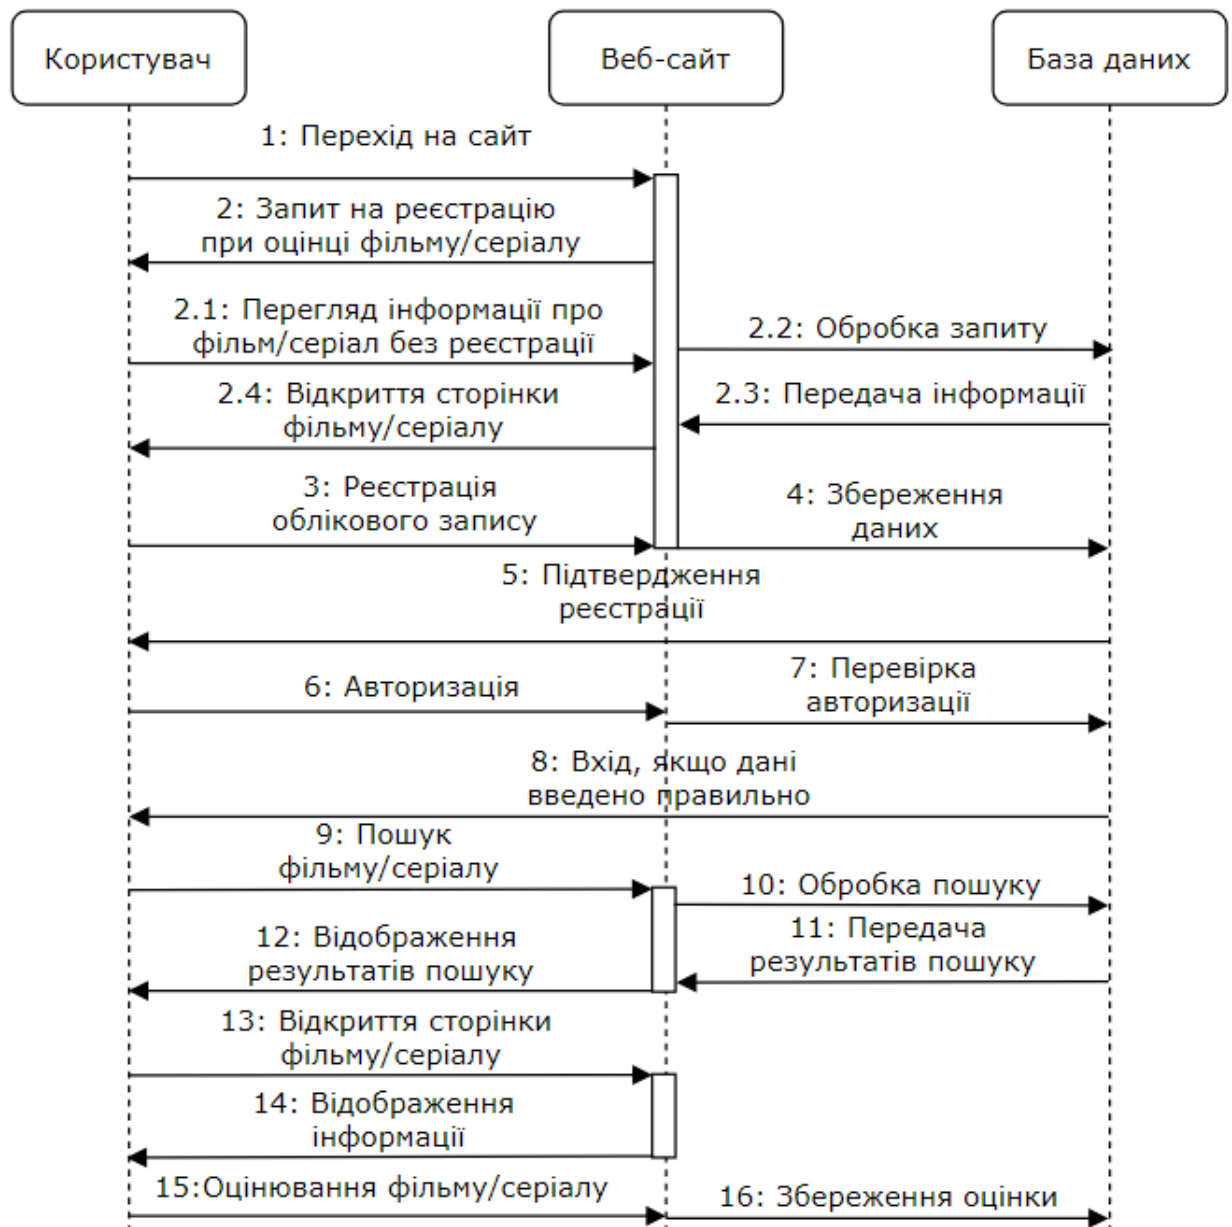 Користувач
Веб-сайт
База даних
1: Перехід на сайт
2: Запит на реєстрацію
при оцінці фільму/серіалу
2.1: Перегляд інформації про
фільм/серіал без реєстрації
2.2: Обробка запиту
2.4: Відкриття сторінки
фільму/серіалу
2.3: Передача інформації
3: Реєстрація
облікового запису
4: Збереження
даних
5: Підтвердження
реєстрації
6: Авторизація
7: Перевірка
авторизації
8: Вхід, якщо дані
введено правильно
9: Пошук
фільму/серіалу
10: Обробка пошуку
12: Відображення
результатів пошуку
11: Передача
результатів пошуку
13: Відкриття сторінки
фільму/серіалу
14: Відображення
інформації
15:Оцінювання фільму/серіалу
16: Збереження оцінки